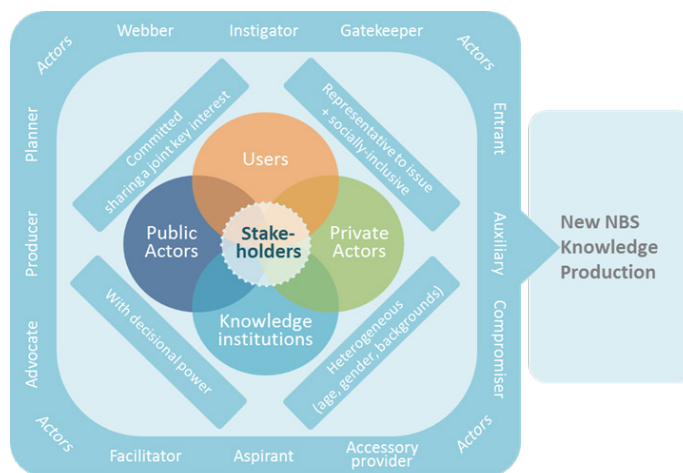 Webber
Instigator
Gatekeeper
Actors
Actors
Planner
Producer
Advocate
Entrant
Auxiliary
Compromiser
Committed
sharing a joint key interest
Representative to issue
+ socially-inclusive
Users
Public
Actors
Stake-
holders
Private
Actors
Knowledge
institutions
With decisional power
Heterogeneous
(age, gender, backgrounds)
Actors
Actors
Facilitator
Aspirant
Accessory
provider
New NBS
Knowledge
Production